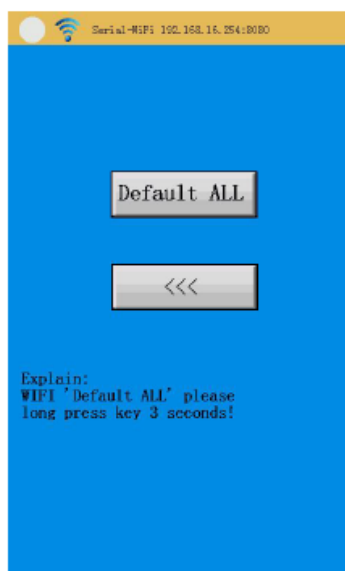 Serial-WiFi 192.168.16.254:8080
Default ALL
<<<
Explain:
WIFI 'Default ALL' please
long press key 3 seconds!